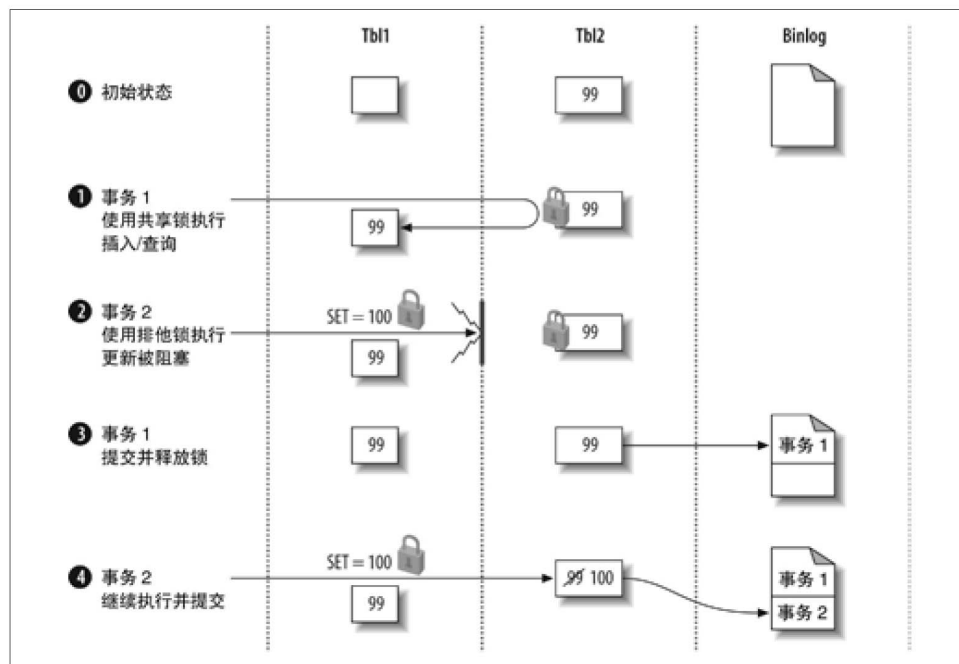 Tbl1 Tbl2 Binlog
0 初始状态
99
1 事务 1
使用共享锁执行
插入/查询
99
99
2 事务 2
使用排他锁执行
更新被阻塞
SET = 100
99
99
3 事务 1
提交并释放锁
99
99
事务 1
4 事务 2
继续执行并提交
SET = 100
99
99 100
事务 1
事务 2